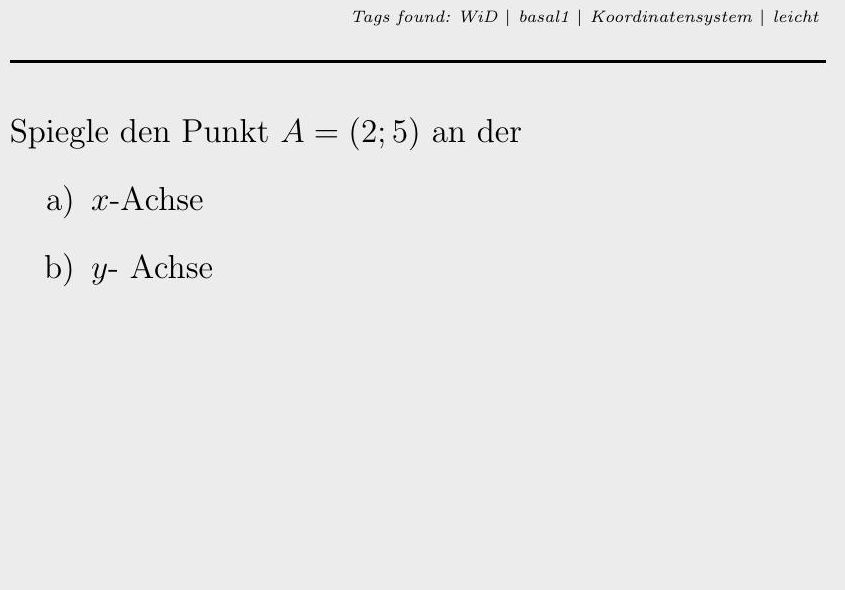 Tags found: WiD | basal1 | Koordinatensystem | leicht
Spiegle den Punkt A = (2; 5) an der
a) x-Achse
b) y- Achse